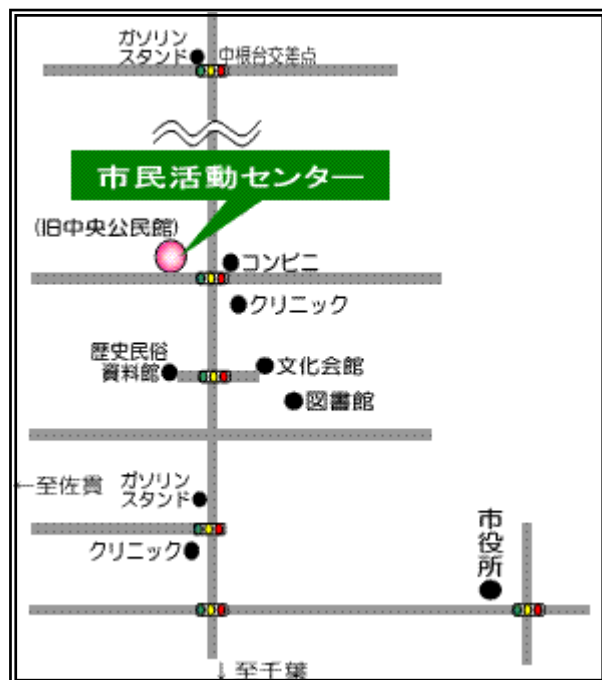 ガソリン
スタンド
中根台交差点
市民活動センター
(旧中央公民館)
コンビニ
クリニック
歴史民俗
資料館
文化会館
図書館
←至佐貫
ガソリン
スタンド
クリニック
市役所
↓至千葉